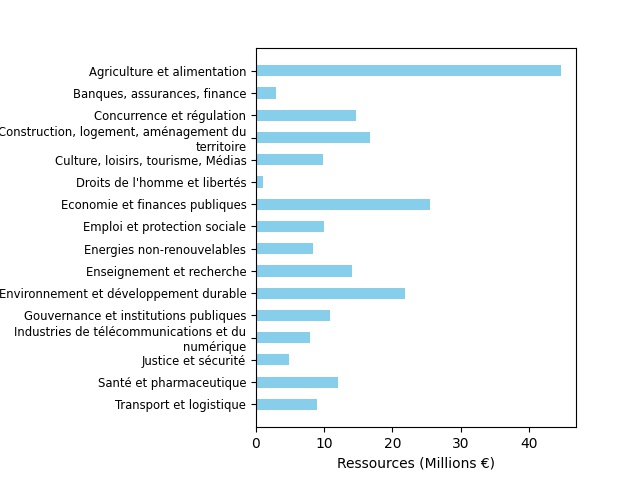 Agriculture et alimentation
Banques, assurances, finance
Concurrence et régulation
Construction, logement, aménagement du
territoire
Culture, loisirs, tourisme, Médias
Droits de l'homme et libertés
Economie et finances publiques
Emploi et protection sociale
Energies non-renouvelables
Enseignement et recherche
Environnement et développement durable
Gouvernance et institutions publiques
Industries de télécommunications et du
numérique
Justice et sécurité
Santé et pharmaceutique
Transport et logistique
0 10 20 30 40
Ressources (Millions €)